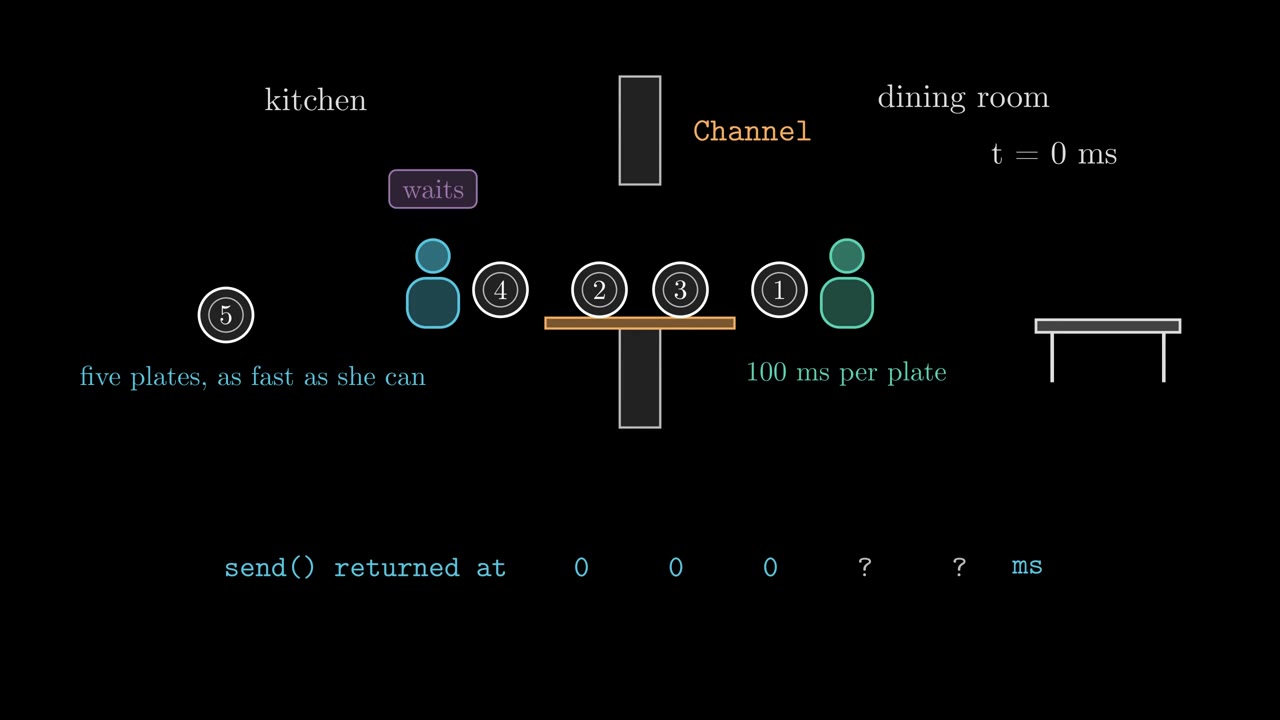 kitchen
dining room
Channel
t = 0 ms
waits
4
2
3
1
5
five plates, as fast as she can
100 ms per plate
send() returned at 0 0 0 ? ? ms